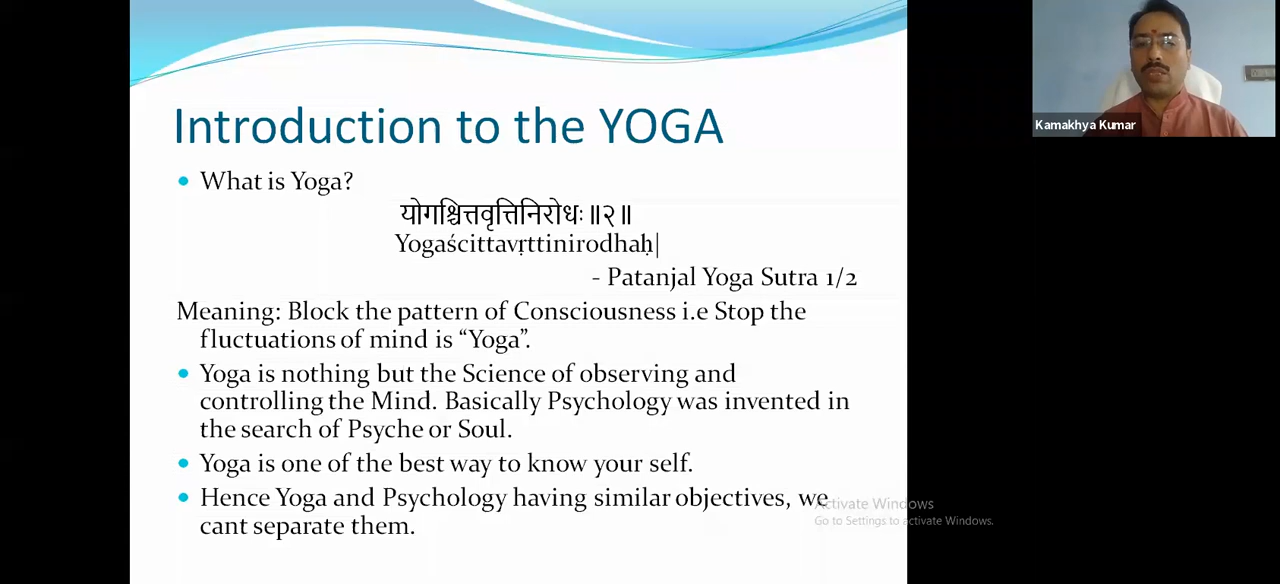 Introduction to the YOGA
What is Yoga?
योगश्चित्तवृत्तिनिरोधः ॥२॥
Yogaścittavṛttinirodhaḥ|
- Patanjal Yoga Sutra 1/2
Meaning: Block the pattern of Consciousness i.e Stop the
fluctuations of mind is “Yoga”.
Yoga is nothing but the Science of observing and
controlling the Mind. Basically Psychology was invented in
the search of Psyche or Soul.
Yoga is one of the best way to know your self.
Hence Yoga and Psychology having similar objectives, we
cant separate them.
Kamakhya Kumar
Activate Windows
Go to Settings to activate Windows.